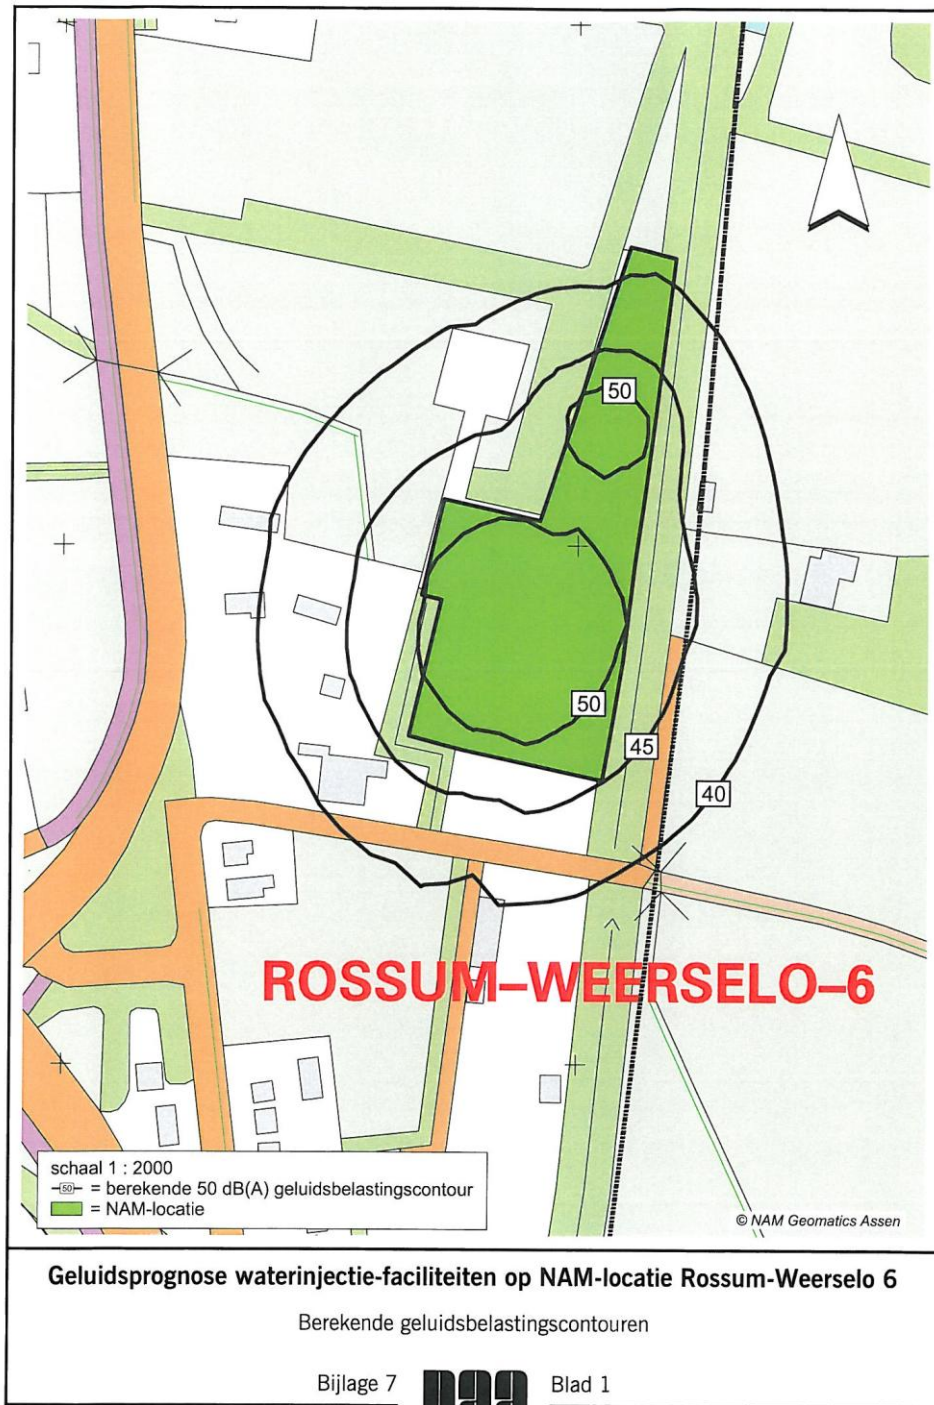 50
50
45
40
ROSSUM–WEERSELO–6
schaal 1 : 2000
50 = berekende 50 dB(A) geluidsbelastingscontour
= NAM-locatie
© NAM Geomatics Assen
Geluidsprognose waterinjectie-faciliteiten op NAM-locatie Rossum-Weerselo 6
Berekende geluidsbelastingscontouren
Bijlage 7
Blad 1